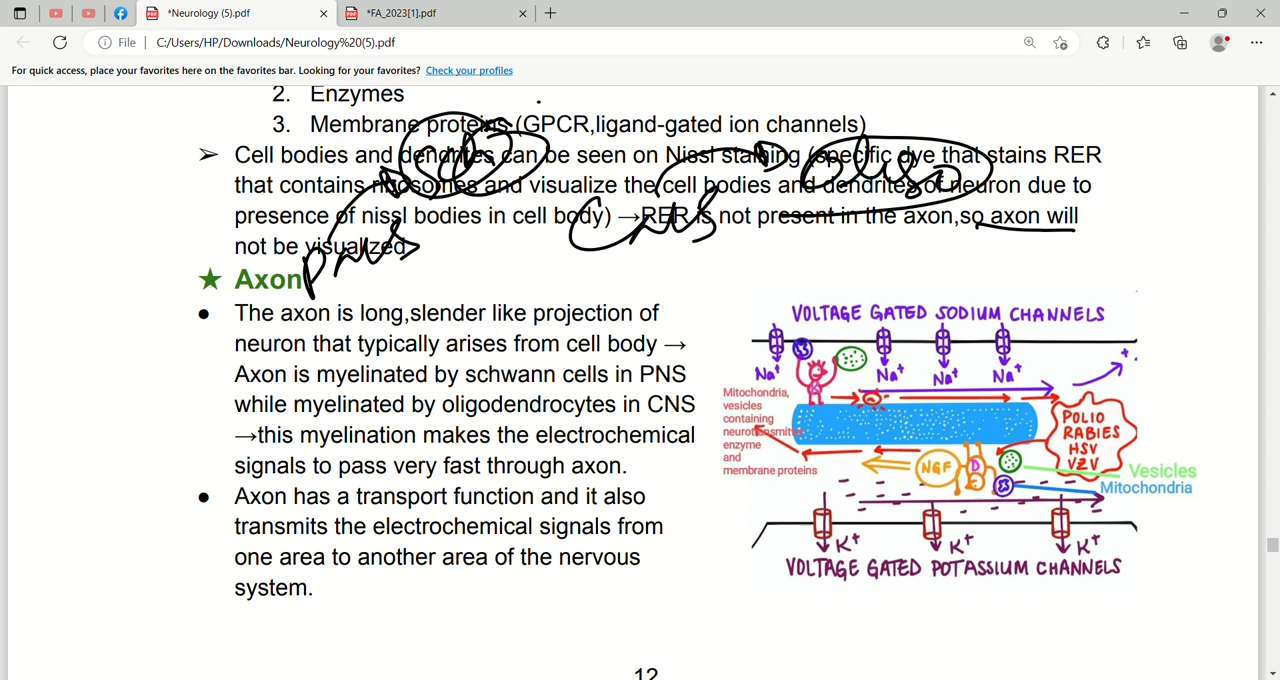 *Neurology (5).pdf
*FA_2023[1].pdf
File
C:/Users/HP/Downloads/Neurology%20(5).pdf
For quick access, place your favorites here on the favorites bar. Looking for your favorites? Check your profiles
2. Enzymes
3. Membrane proteins (GPCR,ligand-gated ion channels)
➢ Cell bodies and dendrites can be seen on Nissl staining (specific dye that stains RER
that contains ribosomes and visualize the cell bodies and dendrites of neuron due to
presence of nissl bodies in cell body) →RER is not present in the axon,so axon will
not be visualized
PNS
CNS
oligo
★ Axon
● The axon is long,slender like projection of
neuron that typically arises from cell body →
Axon is myelinated by schwann cells in PNS
while myelinated by oligodendrocytes in CNS
→this myelination makes the electrochemical
signals to pass very fast through axon.
● Axon has a transport function and it also
transmits the electrochemical signals from
one area to another area of the nervous
system.
VOLTAGE GATED SODIUM CHANNELS
Na+ Na+ Na+ Na+
Mitochondria,
vesicles
containing
neurotransmitter
enzyme
and
membrane proteins
POLIO
RABIES
HSV
VZV
NGF
D
Vesicles
Mitochondria
K+ K+ K+
VOLTAGE GATED POTASSIUM CHANNELS
12